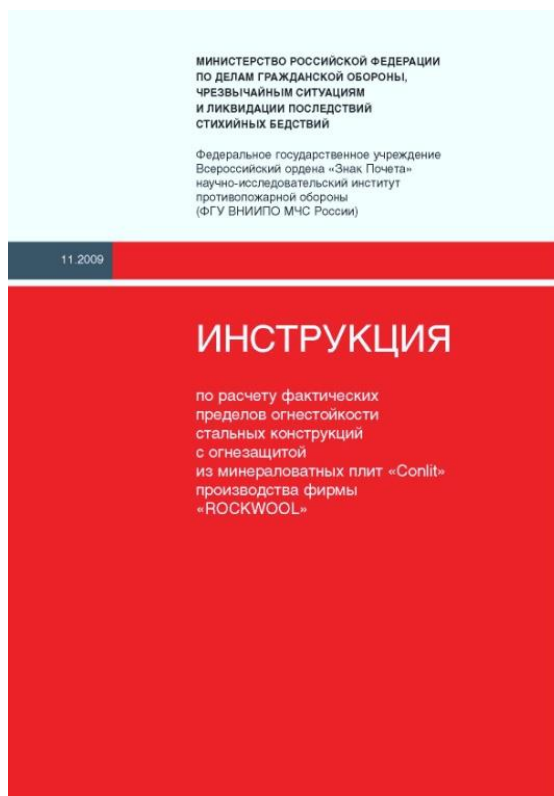 МИНИСТЕРСТВО РОССИЙСКОЙ ФЕДЕРАЦИИ
ПО ДЕЛАМ ГРАЖДАНСКОЙ ОБОРОНЫ,
ЧРЕЗВЫЧАЙНЫМ СИТУАЦИЯМ
И ЛИКВИДАЦИИ ПОСЛЕДСТВИЙ
СТИХИЙНЫХ БЕДСТВИЙ
Федеральное государственное учреждение
Всероссийский ордена «Знак Почета»
научно-исследовательский институт
противопожарной обороны
(ФГУ ВНИИПО МЧС России)
11.2009
ИНСТРУКЦИЯ
по расчету фактических
пределов огнестойкости
стальных конструкций
с огнезащитой
из минераловатных плит «Conlit»
производства фирмы
«ROCKWOOL»